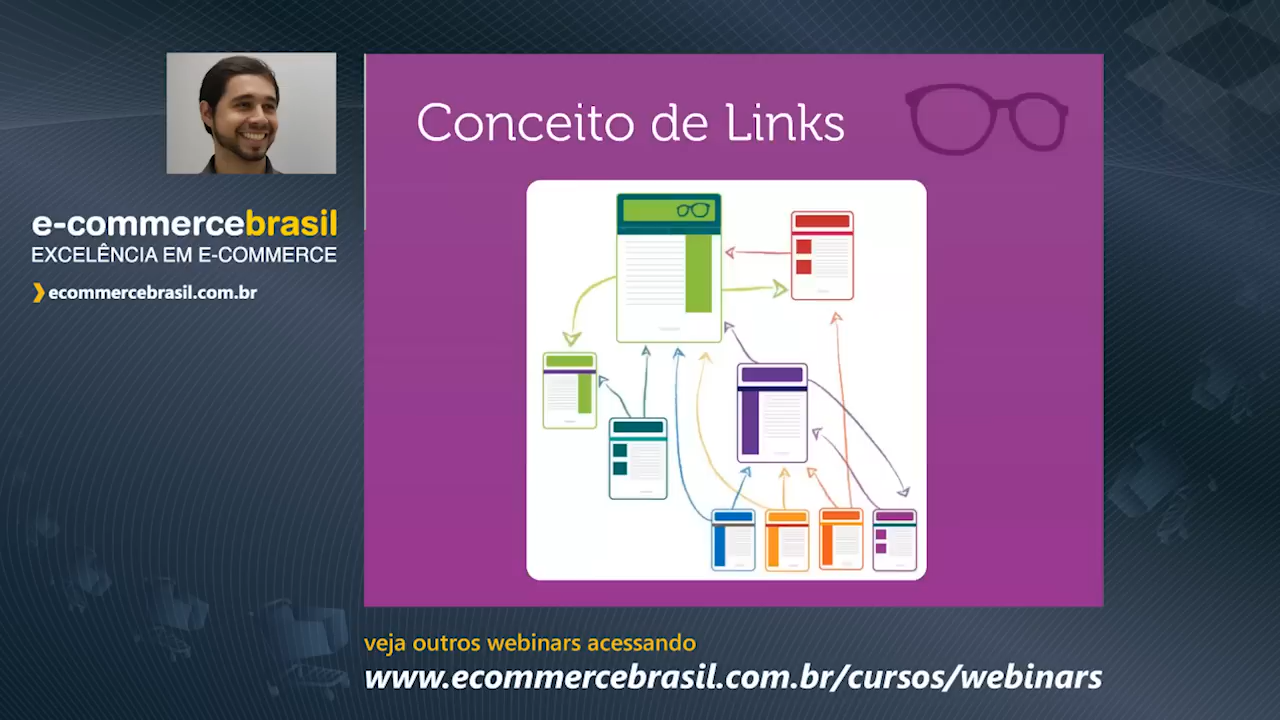 Conceito de Links
e-commercebrasil
EXCELÊNCIA EM E-COMMERCE
ecommercebrasil.com.br
veja outros webinars acessando
www.ecommercebrasil.com.br/cursos/webinars